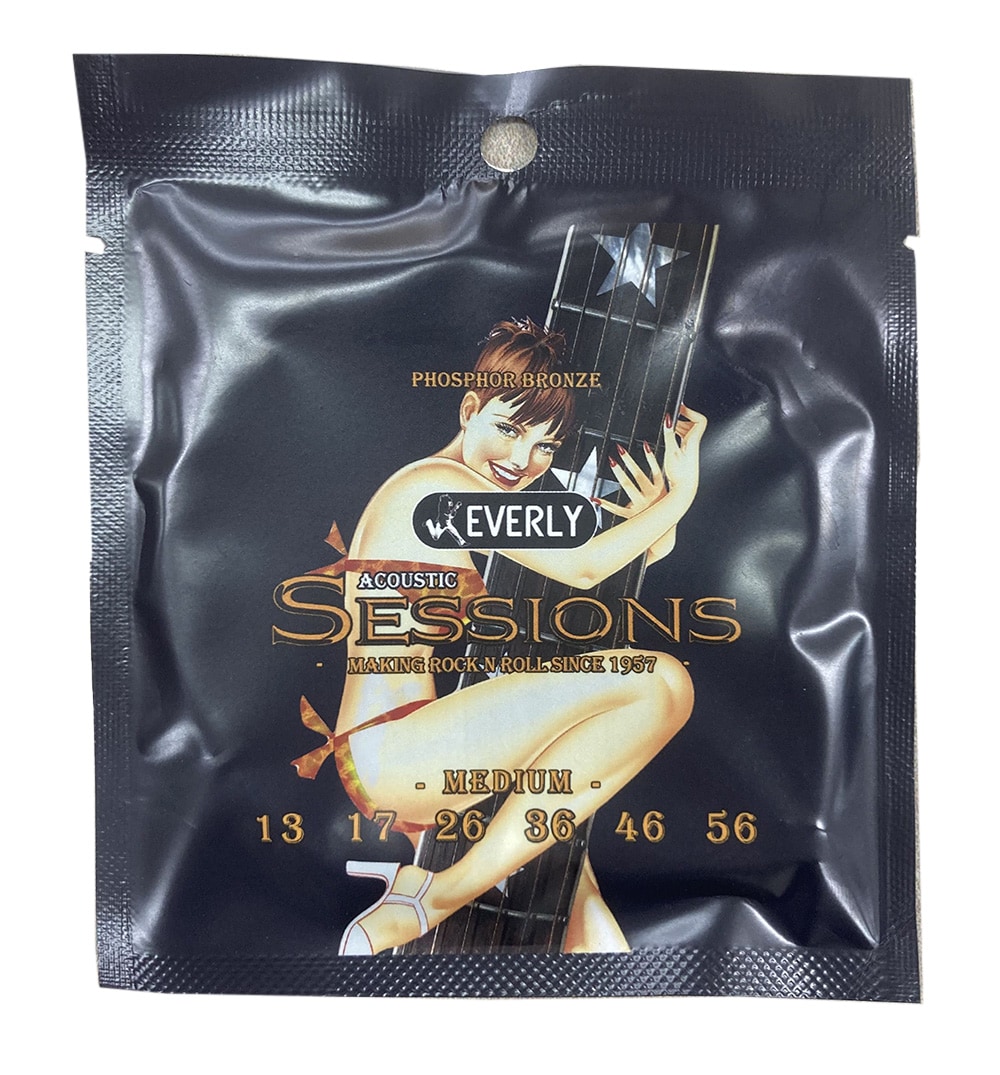 PHOSPHOR BRONZE
EVERLY
ACOUSTIC
SESSIONS
- MAKING ROCK N ROLL SINCE 1957 -
- MEDIUM -
13 17 26 36 46 56